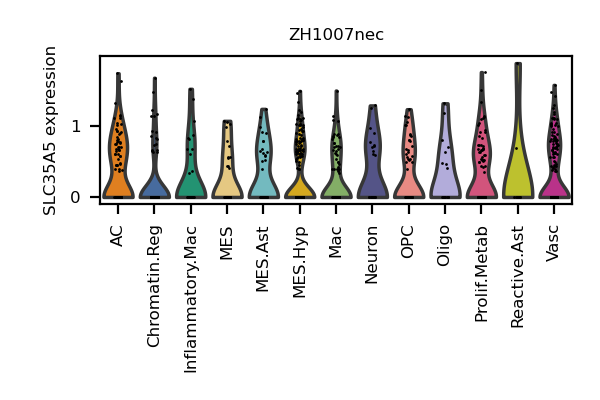 ZH1007nec
SLC35A5 expression
1
0
AC
Chromatin.Reg
Inflammatory.Mac
MES
MES.Ast
MES.Hyp
Mac
Neuron
OPC
Oligo
Prolif.Metab
Reactive.Ast
Vasc